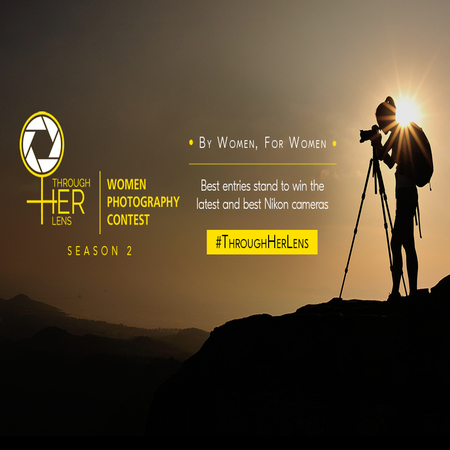 THROUGH
HER
LENS
WOMEN
PHOTOGRAPHY
CONTEST
SEASON 2
• BY WOMEN, FOR WOMEN •
Best entries stand to win the
latest and best Nikon cameras
#THROUGHHERLENS